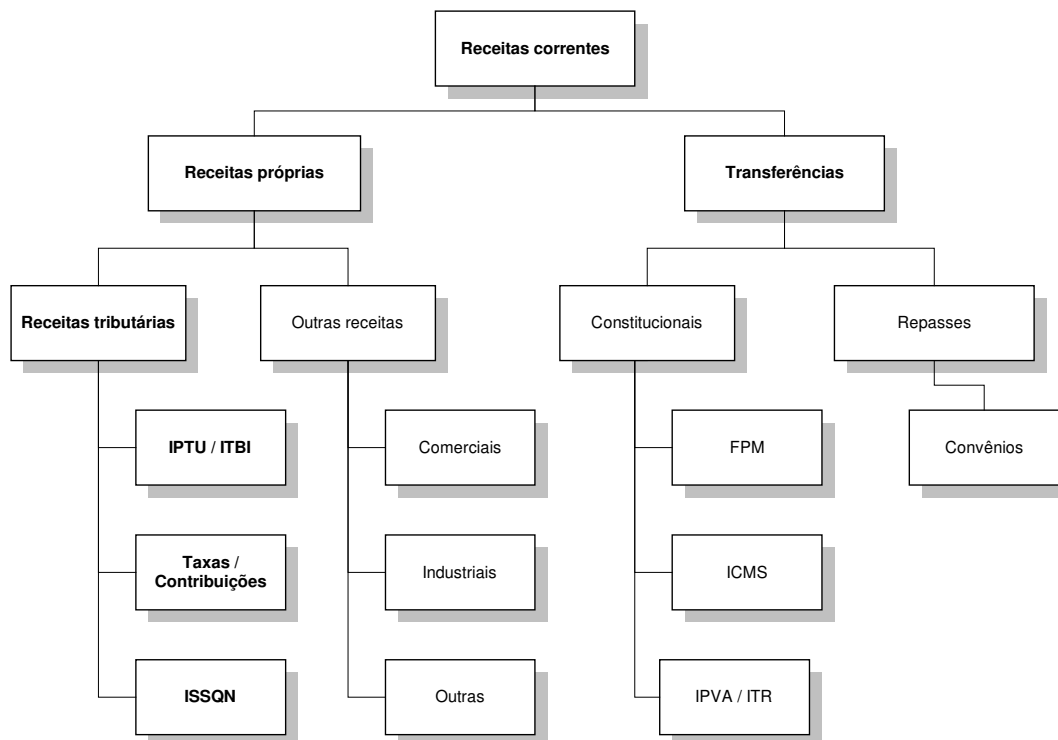 Receitas correntes
Receitas próprias
Transferências
Receitas tributárias
Outras receitas
Constitucionais
Repasses
IPTU / ITBI
Comerciais
FPM
Convênios
Taxas /
Contribuições
Industriais
ICMS
ISSQN
Outras
IPVA / ITR